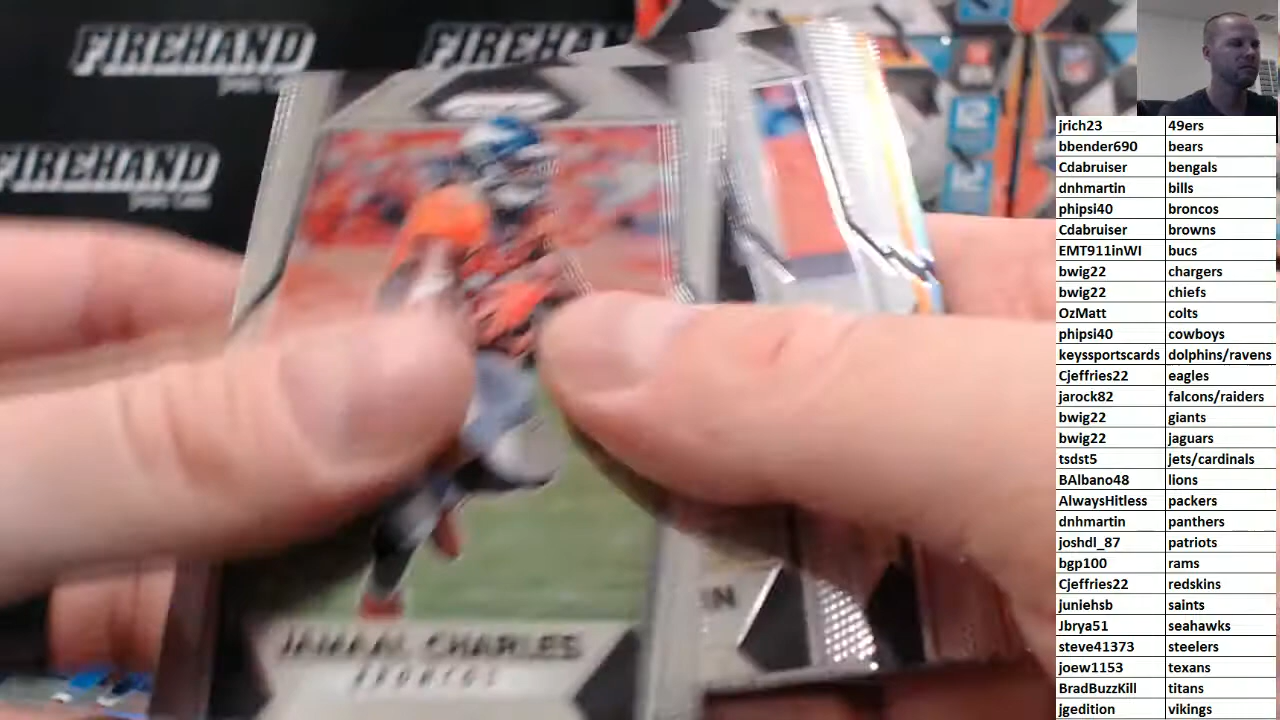 FIREHAND
FIREHAND
FIREHAND
JAMAAL CHARLES
BRONCOS
IN
jrich23 49ers
bbender690 bears
Cdabruiser bengals
dnhmartin bills
phipsi40 broncos
Cdabruiser browns
EMT911inWI bucs
bwig22 chargers
bwig22 chiefs
OzMatt colts
phipsi40 cowboys
keyssportscards dolphins/ravens
Cjeffries22 eagles
jarock82 falcons/raiders
bwig22 giants
bwig22 jaguars
tsdst5 jets/cardinals
BAlbano48 lions
AlwaysHitless packers
dnhmartin panthers
joshdl_87 patriots
bgp100 rams
Cjeffries22 redskins
juniehsb saints
Jbrya51 seahawks
steve41373 steelers
joew1153 texans
BradBuzzKill titans
jgedition vikings